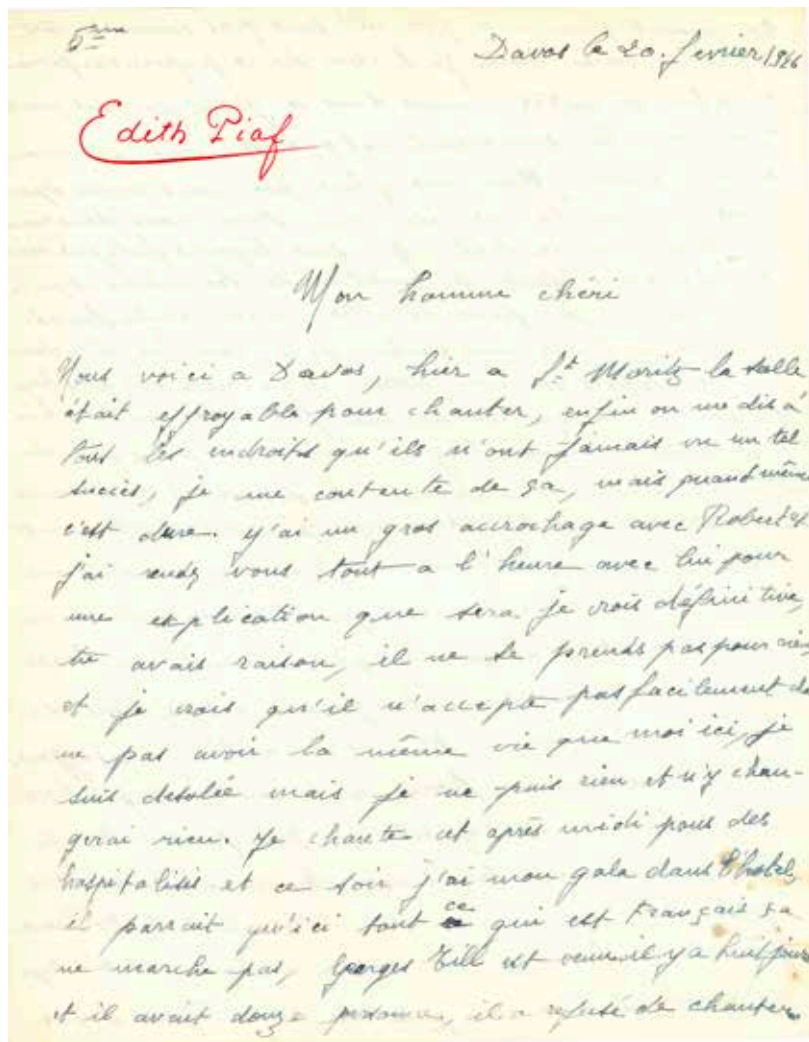 5ème
Davos le 20. fevrier 1946
Edith Piaf
Mon homme chéri
Nous voici a Davos, hier a St Moritz la salle
était effroyable pour chanter, enfin on me dis a
tous les endroits qu'ils n'ont jamais vu un tel
succès, je me contente de ça, mais quand même
c'est dure. y'ai un gros accrochage avec Robert et
j'ai rendez vous tout a l'heure avec lui pour
une explication que sera je crois définitive,
tu avais raison, il ne se prends pas pour rien
et je crois qu'il n'accepte pas facilement de
ne pas avoir la même vie que moi ici, je
suis désolée mais je ne puis rien et n'y chan-
gerai rien. Je chante cet après midi pour des
hospitalisés et ce soir j'ai mon gala dans l'hotel,
il parrait qu'ici tout ce qui est Français ça
ne marche pas, Georges Till est venu il y a huit jours
et il avait douze personnes, il a refusé de chanter